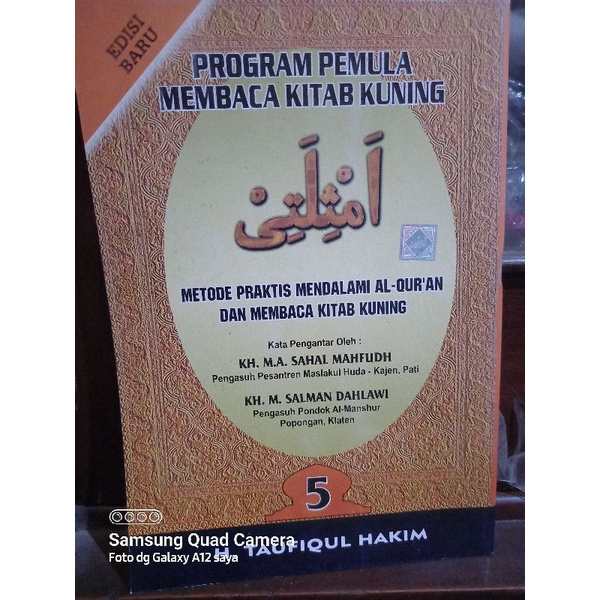 EDISI
BARU
PROGRAM PEMULA
MEMBACA KITAB KUNING
اَمْثِلَتِيْ
METODE PRAKTIS MENDALAMI AL-QUR'AN
DAN MEMBACA KITAB KUNING
Kata Pengantar Oleh :
KH. M.A. SAHAL MAHFUDH
Pengasuh Pesantren Maslakul Huda - Kajen, Pati
KH. M. SALMAN DAHLAWI
Pengasuh Pondok Al-Manshur
Popongan, Klaten
5
H. TAUFIQUL HAKIM
Samsung Quad Camera
Foto dg Galaxy A12 saya